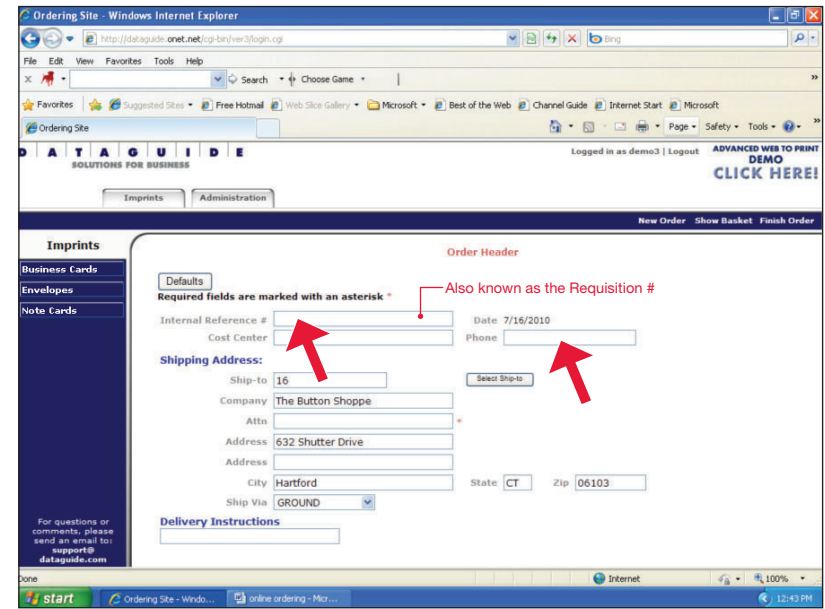 Ordering Site - Windows Internet Explorer
http://dataguide.onet.net/cgi-bin/ver3/login.cgi
Bing
File Edit View Favorites Tools Help
x Search Choose Game »
Favorites Suggested Sites Free Hotmail Web Slice Gallery Microsoft Best of the Web Channel Guide Internet Start Microsoft
Ordering Site Page Safety Tools »
D A T A G U I D E
SOLUTIONS FOR BUSINESS
Logged in as demo3 | Logout
ADVANCED WEB TO PRINT
DEMO
CLICK HERE!
Imprints Administration
New Order Show Basket Finish Order
Imprints
Business Cards
Envelopes
Note Cards
Order Header
Defaults
Required fields are marked with an asterisk *
Also known as the Requisition #
Internal Reference # Date 7/16/2010
Cost Center Phone
Shipping Address:
Ship-to 16 Select Ship-to
Company The Button Shoppe
Attn *
Address 632 Shutter Drive
Address
City Hartford State CT Zip 06103
Ship Via GROUND
Delivery Instructions
For questions or
comments, please
send an email to:
support@
dataguide.com
Done Internet 100%
start Ordering Site - Windo... online ordering - Micr... 12:43 PM